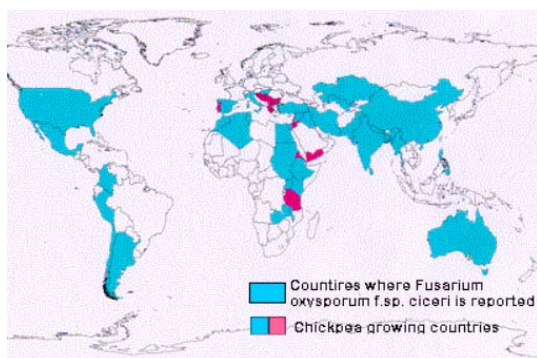 Countires where Fusarium
oxysporum f.sp. ciceri is reported
Chickpea growing countries